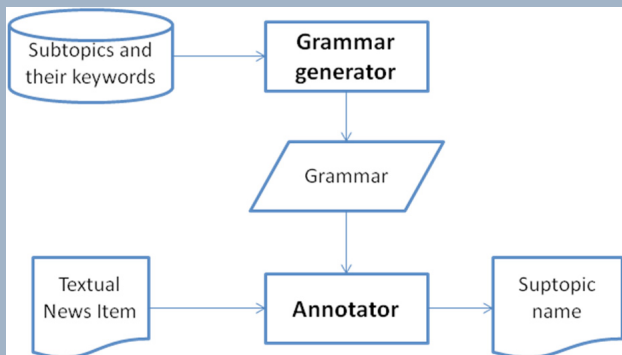 Subtopics and
their keywords
Grammar
generator
Grammar
Textual
News Item
Annotator
Suptopic
name